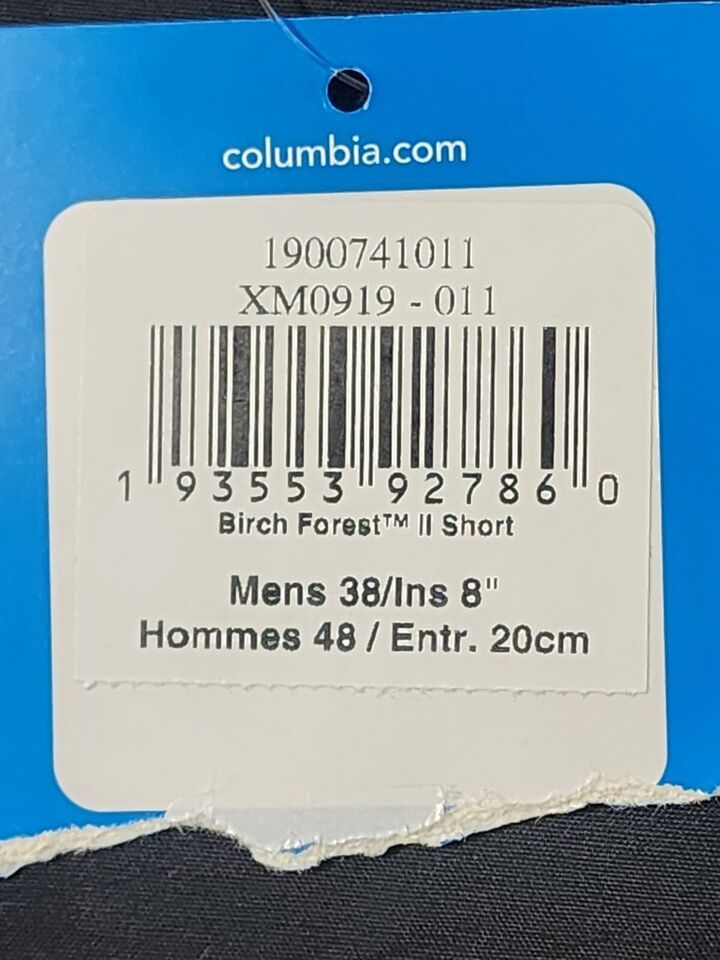 columbia.com
1900741011
XM0919 - 011
1 93553 92786 0
Birch Forest™ II Short
Mens 38/Ins 8"
Hommes 48 / Entr. 20cm